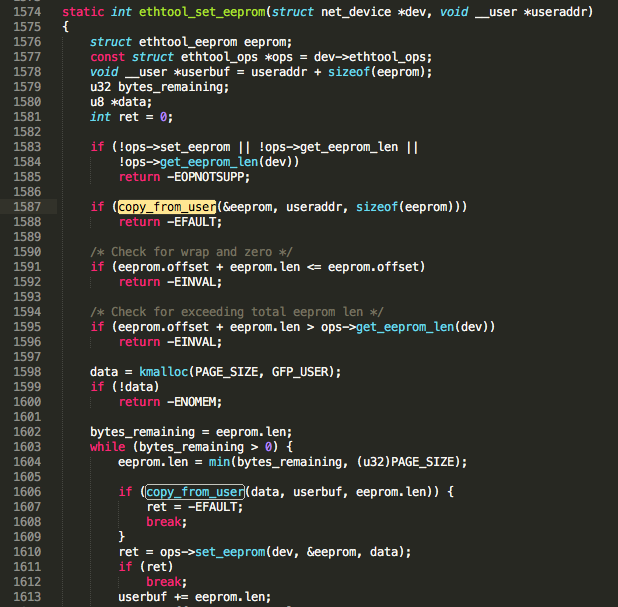 1574 static int ethtool_set_eeprom(struct net_device *dev, void __user *useraddr)
1575 {
1576     struct ethtool_eeprom eeprom;
1577     const struct ethtool_ops *ops = dev->ethtool_ops;
1578     void __user *userbuf = useraddr + sizeof(eeprom);
1579     u32 bytes_remaining;
1580     u8 *data;
1581     int ret = 0;
1582
1583     if (!ops->set_eeprom || !ops->get_eeprom_len ||
1584         !ops->get_eeprom_len(dev))
1585         return -EOPNOTSUPP;
1586
1587     if (copy_from_user(&eeprom, useraddr, sizeof(eeprom)))
1588         return -EFAULT;
1589
1590     /* Check for wrap and zero */
1591     if (eeprom.offset + eeprom.len <= eeprom.offset)
1592         return -EINVAL;
1593
1594     /* Check for exceeding total eeprom len */
1595     if (eeprom.offset + eeprom.len > ops->get_eeprom_len(dev))
1596         return -EINVAL;
1597
1598     data = kmalloc(PAGE_SIZE, GFP_USER);
1599     if (!data)
1600         return -ENOMEM;
1601
1602     bytes_remaining = eeprom.len;
1603     while (bytes_remaining > 0) {
1604         eeprom.len = min(bytes_remaining, (u32)PAGE_SIZE);
1605
1606         if (copy_from_user(data, userbuf, eeprom.len)) {
1607             ret = -EFAULT;
1608             break;
1609         }
1610         ret = ops->set_eeprom(dev, &eeprom, data);
1611         if (ret)
1612             break;
1613         userbuf += eeprom.len;